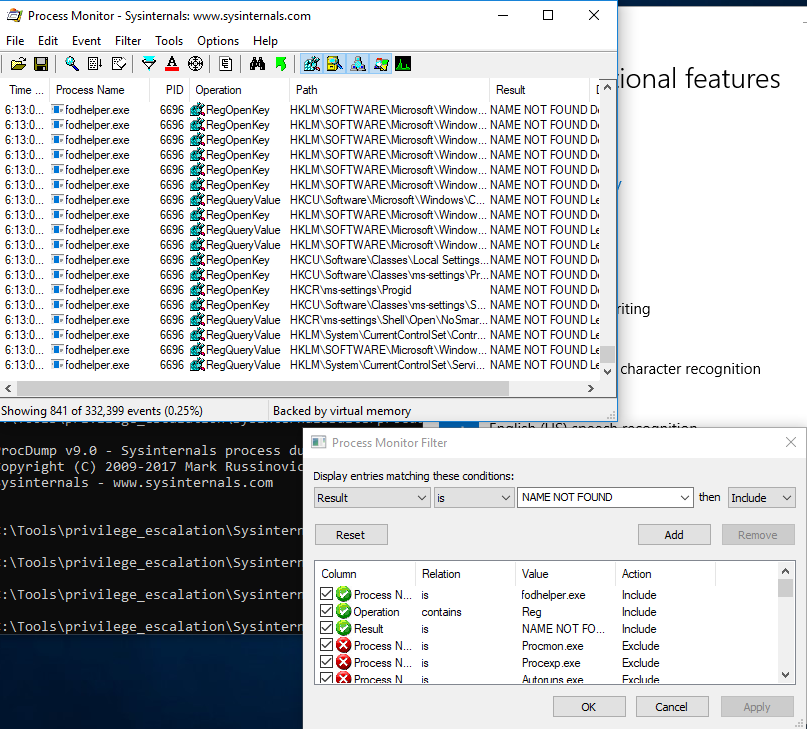 Process Monitor - Sysinternals: www.sysinternals.com
File Edit Event Filter Tools Options Help
Time ... Process Name PID Operation Path Result
6:13:0... fodhelper.exe 6696 RegOpenKey HKLM\SOFTWARE\Microsoft\Window... NAME NOT FOUND De
6:13:0... fodhelper.exe 6696 RegOpenKey HKLM\SOFTWARE\Microsoft\Window... NAME NOT FOUND De
6:13:0... fodhelper.exe 6696 RegOpenKey HKLM\SOFTWARE\Microsoft\Window... NAME NOT FOUND De
6:13:0... fodhelper.exe 6696 RegOpenKey HKLM\SOFTWARE\Microsoft\Window... NAME NOT FOUND De
6:13:0... fodhelper.exe 6696 RegOpenKey HKLM\SOFTWARE\Microsoft\Window... NAME NOT FOUND De
6:13:0... fodhelper.exe 6696 RegOpenKey HKLM\SOFTWARE\Microsoft\Window... NAME NOT FOUND De
6:13:0... fodhelper.exe 6696 RegQueryValue HKCU\Software\Microsoft\Windows\C... NAME NOT FOUND Le
6:13:0... fodhelper.exe 6696 RegOpenKey HKLM\SOFTWARE\Microsoft\Window... NAME NOT FOUND De
6:13:0... fodhelper.exe 6696 RegQueryValue HKLM\SOFTWARE\Microsoft\Window... NAME NOT FOUND Le
6:13:0... fodhelper.exe 6696 RegQueryValue HKLM\SOFTWARE\Microsoft\Window... NAME NOT FOUND Le
6:13:0... fodhelper.exe 6696 RegOpenKey HKCU\Software\Classes\Local Settings... NAME NOT FOUND De
6:13:0... fodhelper.exe 6696 RegOpenKey HKCU\Software\Classes\ms-settings\Pr... NAME NOT FOUND De
6:13:0... fodhelper.exe 6696 RegOpenKey HKCR\ms-settings\Progid NAME NOT FOUND De
6:13:0... fodhelper.exe 6696 RegOpenKey HKCU\Software\Classes\ms-settings\S... NAME NOT FOUND De
6:13:0... fodhelper.exe 6696 RegQueryValue HKCR\ms-settings\Shell\Open\NoSmar... NAME NOT FOUND Le
6:13:0... fodhelper.exe 6696 RegQueryValue HKLM\System\CurrentControlSet\Contr... NAME NOT FOUND Le
6:13:0... fodhelper.exe 6696 RegQueryValue HKLM\SOFTWARE\Microsoft\Window... NAME NOT FOUND Le
6:13:0... fodhelper.exe 6696 RegQueryValue HKLM\System\CurrentControlSet\Servi... NAME NOT FOUND Le
Showing 841 of 332,399 events (0.25%) Backed by virtual memory
tional features
riting
character recognition
English (US) speech recognition
rocDump v9.0 - Sysinternals process du
opyright (C) 2009-2017 Mark Russinovic
ysinternals - www.sysinternals.com
:\Tools\privilege_escalation\Sysintern
:\Tools\privilege_escalation\Sysintern
:\Tools\privilege_escalation\Sysintern
:\Tools\privilege_escalation\Sysintern
Process Monitor Filter
Display entries matching these conditions:
Result is NAME NOT FOUND then Include
Reset Add Remove
Column Relation Value Action
Process N... is fodhelper.exe Include
Operation contains Reg Include
Result is NAME NOT FO... Include
Process N... is Procmon.exe Exclude
Process N... is Procexp.exe Exclude
Process N... is Autoruns.exe Exclude
OK Cancel Apply